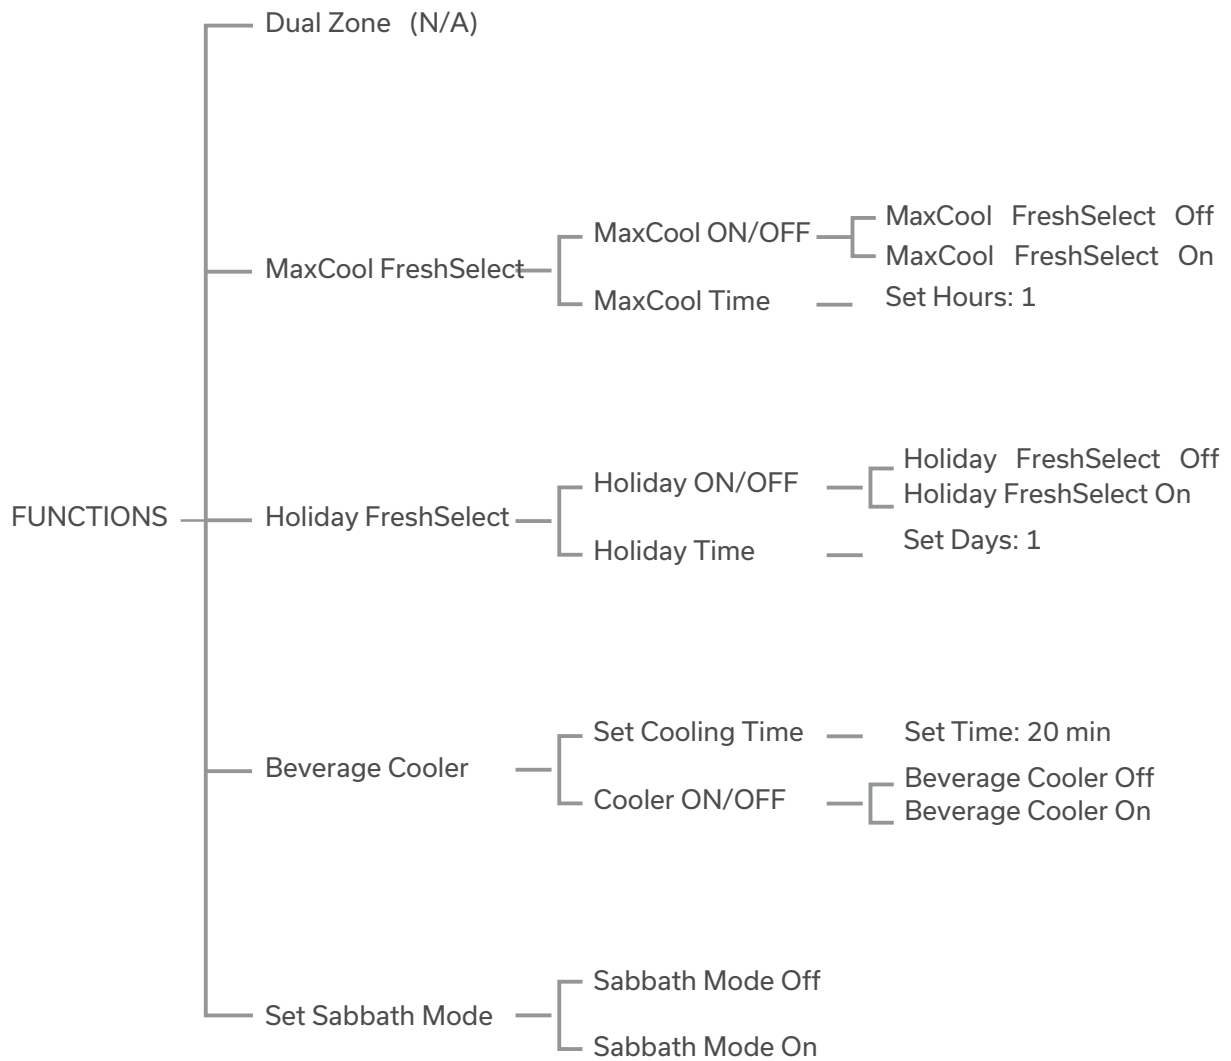 Dual Zone (N/A)
MaxCool FreshSelect
MaxCool ON/OFF
MaxCool FreshSelect Off
MaxCool FreshSelect On
MaxCool Time
Set Hours: 1
FUNCTIONS
Holiday FreshSelect
Holiday ON/OFF
Holiday FreshSelect Off
Holiday FreshSelect On
Holiday Time
Set Days: 1
Beverage Cooler
Set Cooling Time
Set Time: 20 min
Cooler ON/OFF
Beverage Cooler Off
Beverage Cooler On
Set Sabbath Mode
Sabbath Mode Off
Sabbath Mode On